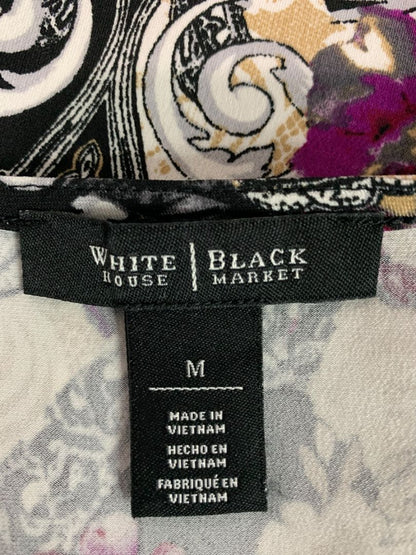 WHITE | BLACK
HOUSE | MARKET
M
MADE IN
VIETNAM
HECHO EN
VIETNAM
FABRIQUÉ EN
VIETNAM